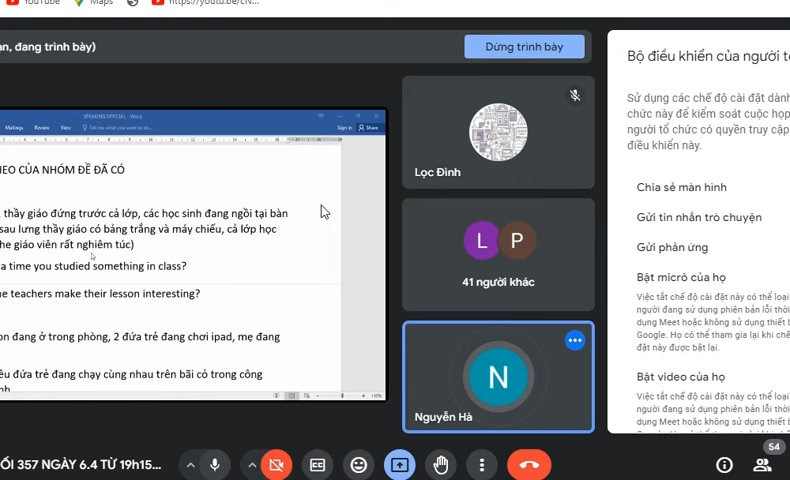 YouTube
Maps
https://youtu.be/cN...
an, đang trình bày)
Dừng trình bày
SPEAKING OFFICIAL - Word
Mailings Review View Tell me what you want to do...
Sign in Share
HEO CỦA NHÓM ĐỀ ĐÃ CÓ
thầy giáo đứng trước cả lớp, các học sinh đang ngồi tại bàn
sau lưng thầy giáo có bảng trắng và máy chiếu, cả lớp học
he giáo viên rất nghiêm túc)
a time you studied something in class?
he teachers make their lesson interesting?
on đang ở trong phòng, 2 đứa trẻ đang chơi ipad, mẹ đang
ều đứa trẻ đang chạy cùng nhau trên bãi cỏ trong công
Lọc Đình
L P
41 người khác
N
Nguyễn Hà
Bộ điều khiển của người tổ
Sử dụng các chế độ cài đặt dành
chức này để kiểm soát cuộc họp
người tổ chức có quyền truy cập
điều khiển này.
Chia sẻ màn hình
Gửi tin nhắn trò chuyện
Gửi phản ứng
Bật micrô của họ
Việc tắt chế độ cài đặt này có thể loại
người đang sử dụng phiên bản lỗi thời
dụng Meet hoặc không sử dụng thiết b
Google. Họ có thể tham gia lại khi chế
đặt này được bật lại.
Bật video của họ
Việc tắt chế độ cài đặt này có thể loại
người đang sử dụng phiên bản lỗi thời
ỐI 357 NGÀY 6.4 TỪ 19h15...
54